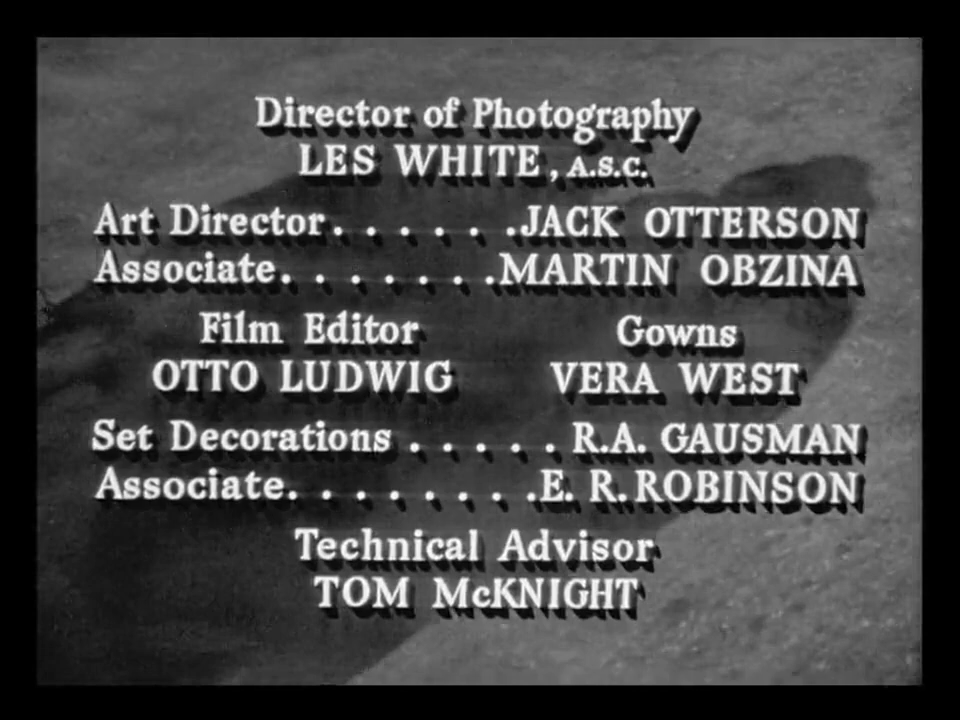 Director of Photography
LES WHITE, A.S.C.
Art Director. . . . . . .JACK OTTERSON
Associate. . . . . . . .MARTIN OBZINA
Film Editor Gowns
OTTO LUDWIG VERA WEST
Set Decorations . . . . . R.A. GAUSMAN
Associate. . . . . . . . .E. R. ROBINSON
Technical Advisor
TOM McKNIGHT